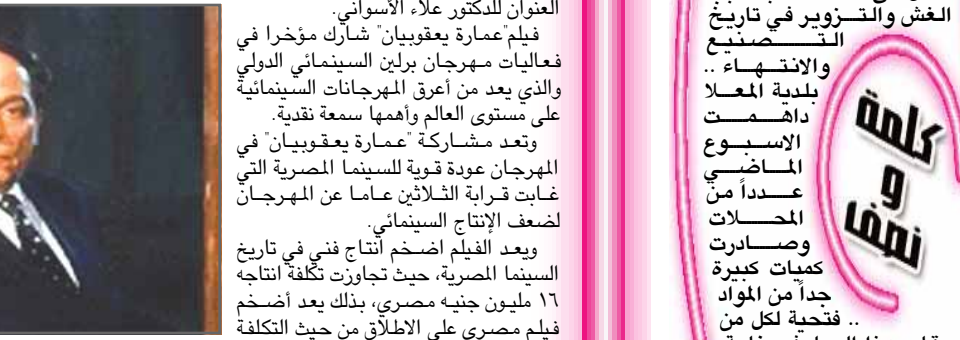 الغش والتزوير في تاريخ
التصنيع
والانتهاء ..
بلدية المعلا
داهمت
الاسبوع
الماضي
عدداً من
المحلات
وصادرت
كميات كبيرة
جداً من المواد
.. فتحية لكل من
كلمة
و
نصف
العنوان للدكتور علاء الأسواني.
فيلم"عمارة يعقوبيان" شارك مؤخرا في
فعاليات مهرجان برلين السينمائي الدولي
والذي يعد من أعرق المهرجانات السينمائية
على مستوى العالم وأهمها سمعة نقدية.
وتعد مشاركة "عمارة يعقوبيان" في
المهرجان عودة قوية للسينما المصرية التي
غابت قرابة الثلاثين عاما عن المهرجان
لضعف الإنتاج السينمائي.
ويعد الفيلم اضخم انتاج فني في تاريخ
السينما المصرية، حيث تجاوزت تكلفة انتاجه
١٦ مليون جنيه مصري، بذلك يعد أضخم
فيلم مصري على الاطلاق من حيث التكلفة